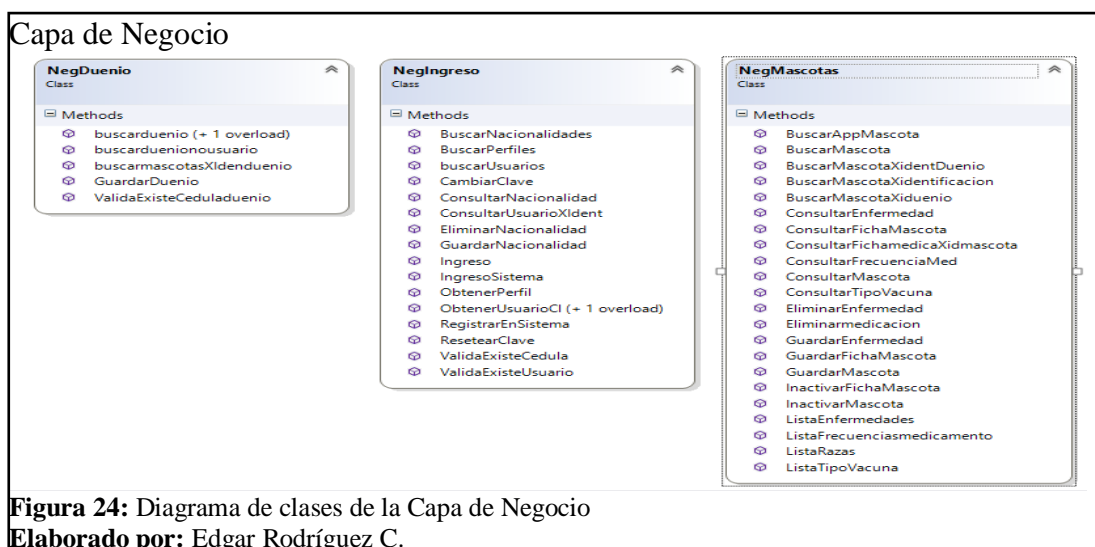 Capa de Negocio
NegDuenio
Class
Methods
buscarduenio (+ 1 overload)
buscarduenionousuario
buscarmascotasXIdenduenio
GuardarDuenio
ValidaExisteCeduladuenio
NegIngreso
Class
Methods
BuscarNacionalidades
BuscarPerfiles
buscarUsuarios
CambiarClave
ConsultarNacionalidad
ConsultarUsuarioXIdent
EliminarNacionalidad
GuardarNacionalidad
Ingreso
IngresoSistema
ObtenerPerfil
ObtenerUsuarioCI (+ 1 overload)
RegistrarEnSistema
ResetearClave
ValidaExisteCedula
ValidaExisteUsuario
NegMascotas
Class
Methods
BuscarAppMascota
BuscarMascota
BuscarMascotaXidentDuenio
BuscarMascotaXidentificacion
BuscarMascotaXiduenio
ConsultarEnfermedad
ConsultarFichaMascota
ConsultarFichamedicaXidmascota
ConsultarFrecuenciaMed
ConsultarMascota
ConsultarTipoVacuna
EliminarEnfermedad
Eliminarmedicacion
GuardarEnfermedad
GuardarFichaMascota
GuardarMascota
InactivarFichaMascota
InactivarMascota
ListaEnfermedades
ListaFrecuenciasmedicamento
ListaRazas
ListaTipoVacuna
Figura 24: Diagrama de clases de la Capa de Negocio
Elaborado por: Edgar Rodríguez C.